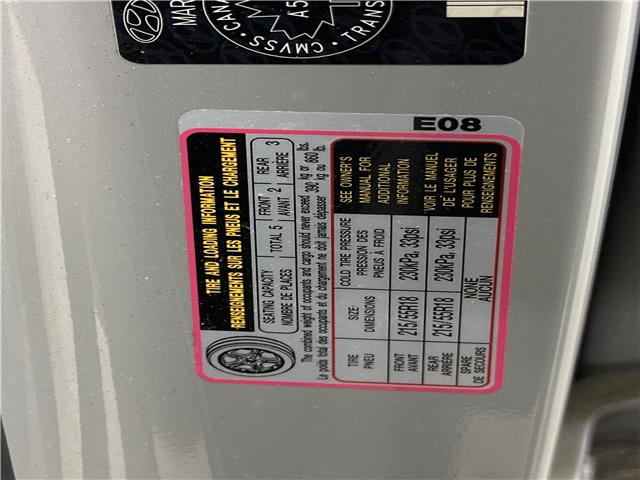 MAR
CMVSS
CANA
TRANS
A5
E08
TIRE AND LOADING INFORMATION
RENSEIGNEMENTS SUR LES PNEUS ET LE CHARGEMENT
SEATING CAPACITY TOTAL 5 FRONT 2 REAR 3
NOMBRE DE PLACES AVANT ARRIÈRE
The combined weight of occupants and cargo should never exceed 390 kg or 860 lbs.
Le poids total des occupants et du chargement ne doit jamais dépasser 390 kg ou 860 lb.
TIRE SIZE COLD TIRE PRESSURE SEE OWNER'S
PNEU DIMENSIONS PRESSION DES PNEUS A FROID MANUAL FOR
ADDITIONAL
FRONT 215/55R18 230kPa, 33psi INFORMATION
AVANT
REAR 215/55R18 230kPa, 33psi VOIR LE MANUEL
ARRIÈRE DE L'USAGER
SPARE NONE POUR PLUS DE
DE SECOURS AUCUN RENSEIGNEMENTS